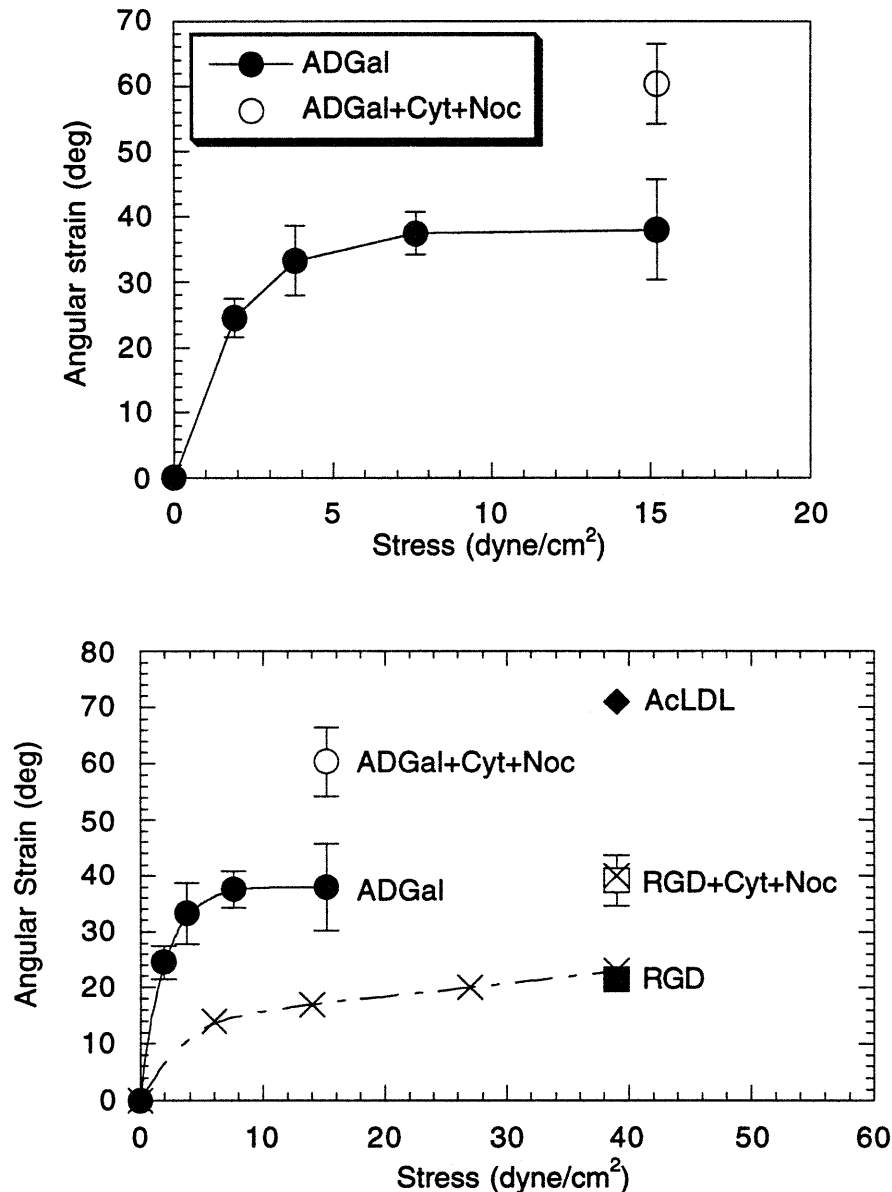 70
60
50
40
30
20
10
0
Angular strain (deg)
ADGal
ADGal+Cyt+Noc
0 5 10 15 20
Stress (dyne/cm²)
80
70
60
50
40
30
20
10
0
Angular Strain (deg)
AcLDL
ADGal+Cyt+Noc
ADGal
RGD+Cyt+Noc
RGD
0 10 20 30 40 50 60
Stress (dyne/cm²)